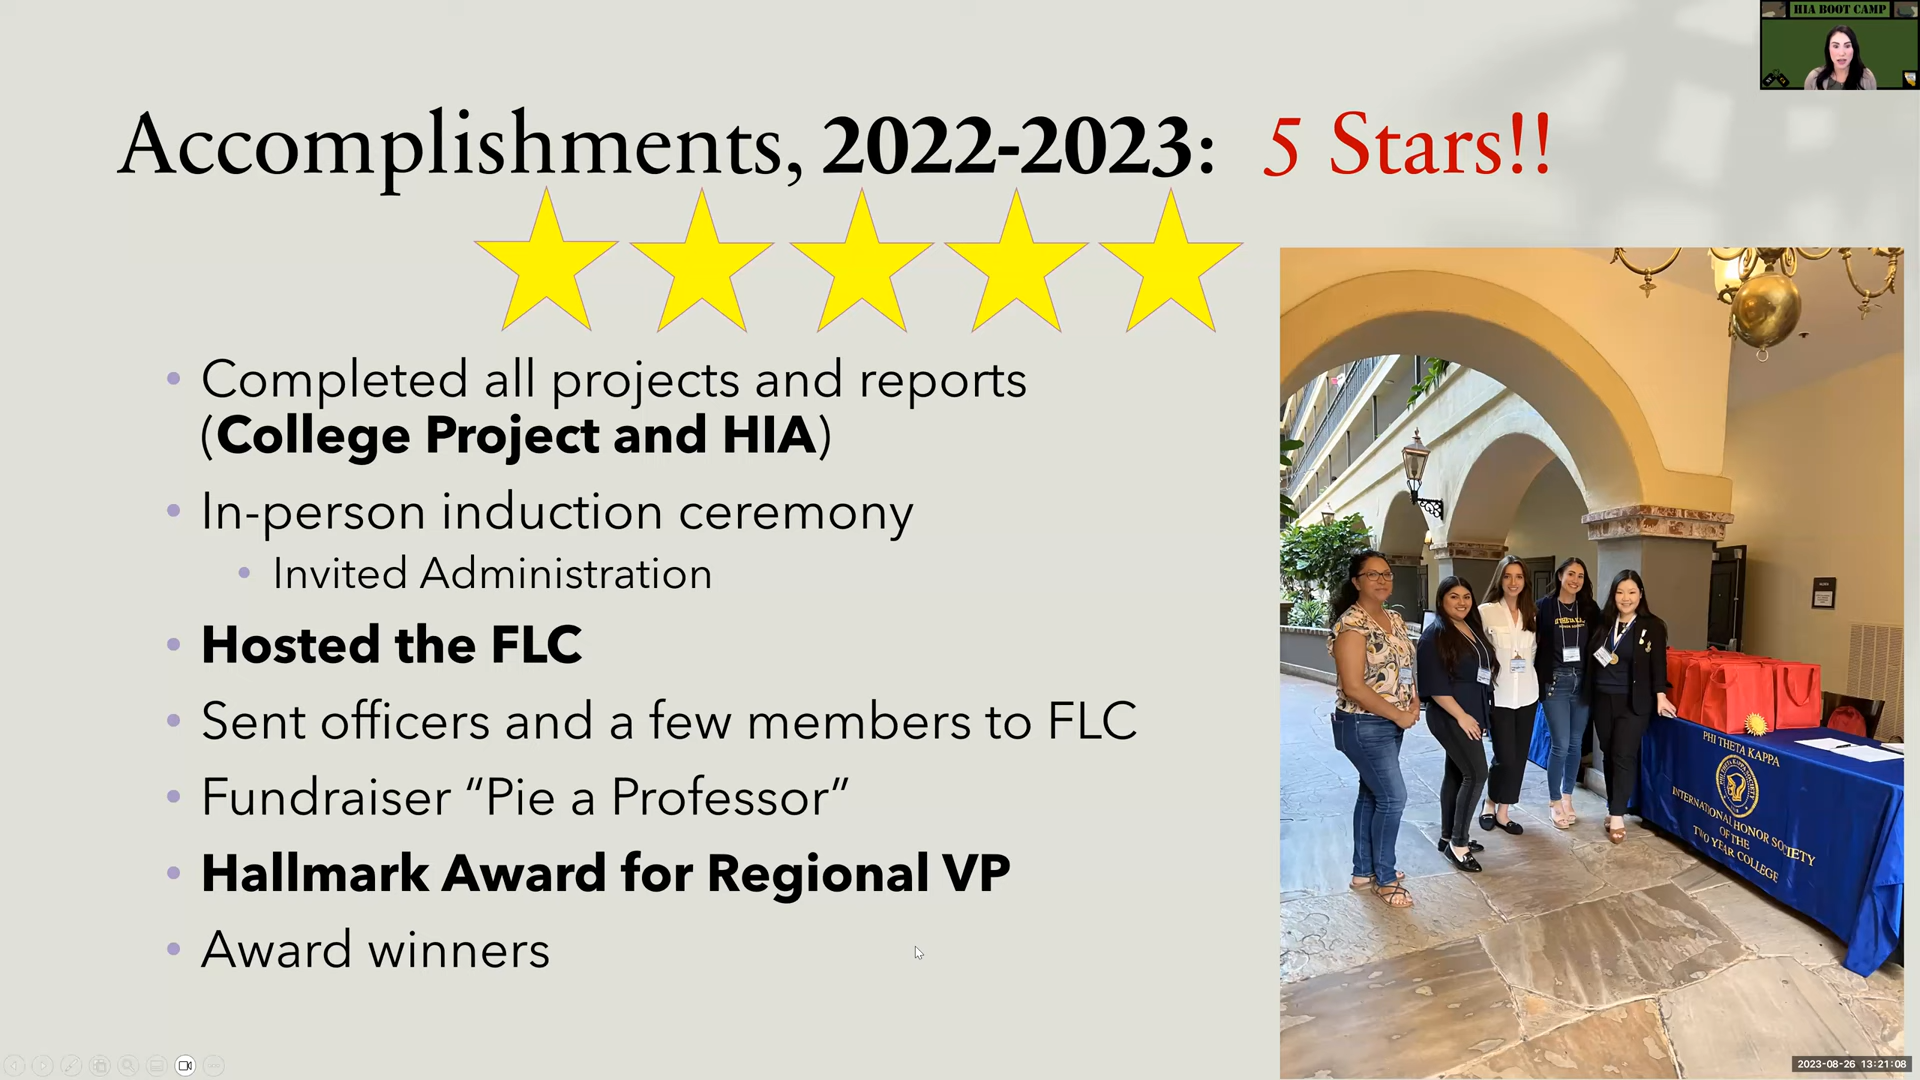 HIA BOOT CAMP
Accomplishments, 2022-2023: 5 Stars!!
• Completed all projects and reports
(College Project and HIA)
• In-person induction ceremony
• Invited Administration
• Hosted the FLC
• Sent officers and a few members to FLC
• Fundraiser “Pie a Professor”
• Hallmark Award for Regional VP
• Award winners
PHI THETA KAPPA
INTERNATIONAL HONOR SOCIETY
OF THE
TWO YEAR COLLEGE
2023-08-26 13:21:08